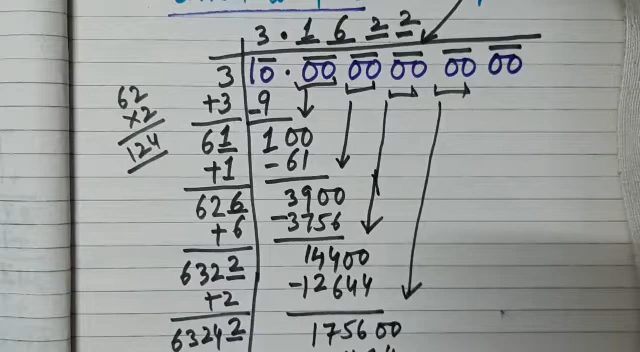 3.1622
3 10.00 00 00 00 00
62 +3 -9
×2 61 100
124 +1 -61
626 3900
+6 -3756
6322 14400
+2 -12644
63242 175600